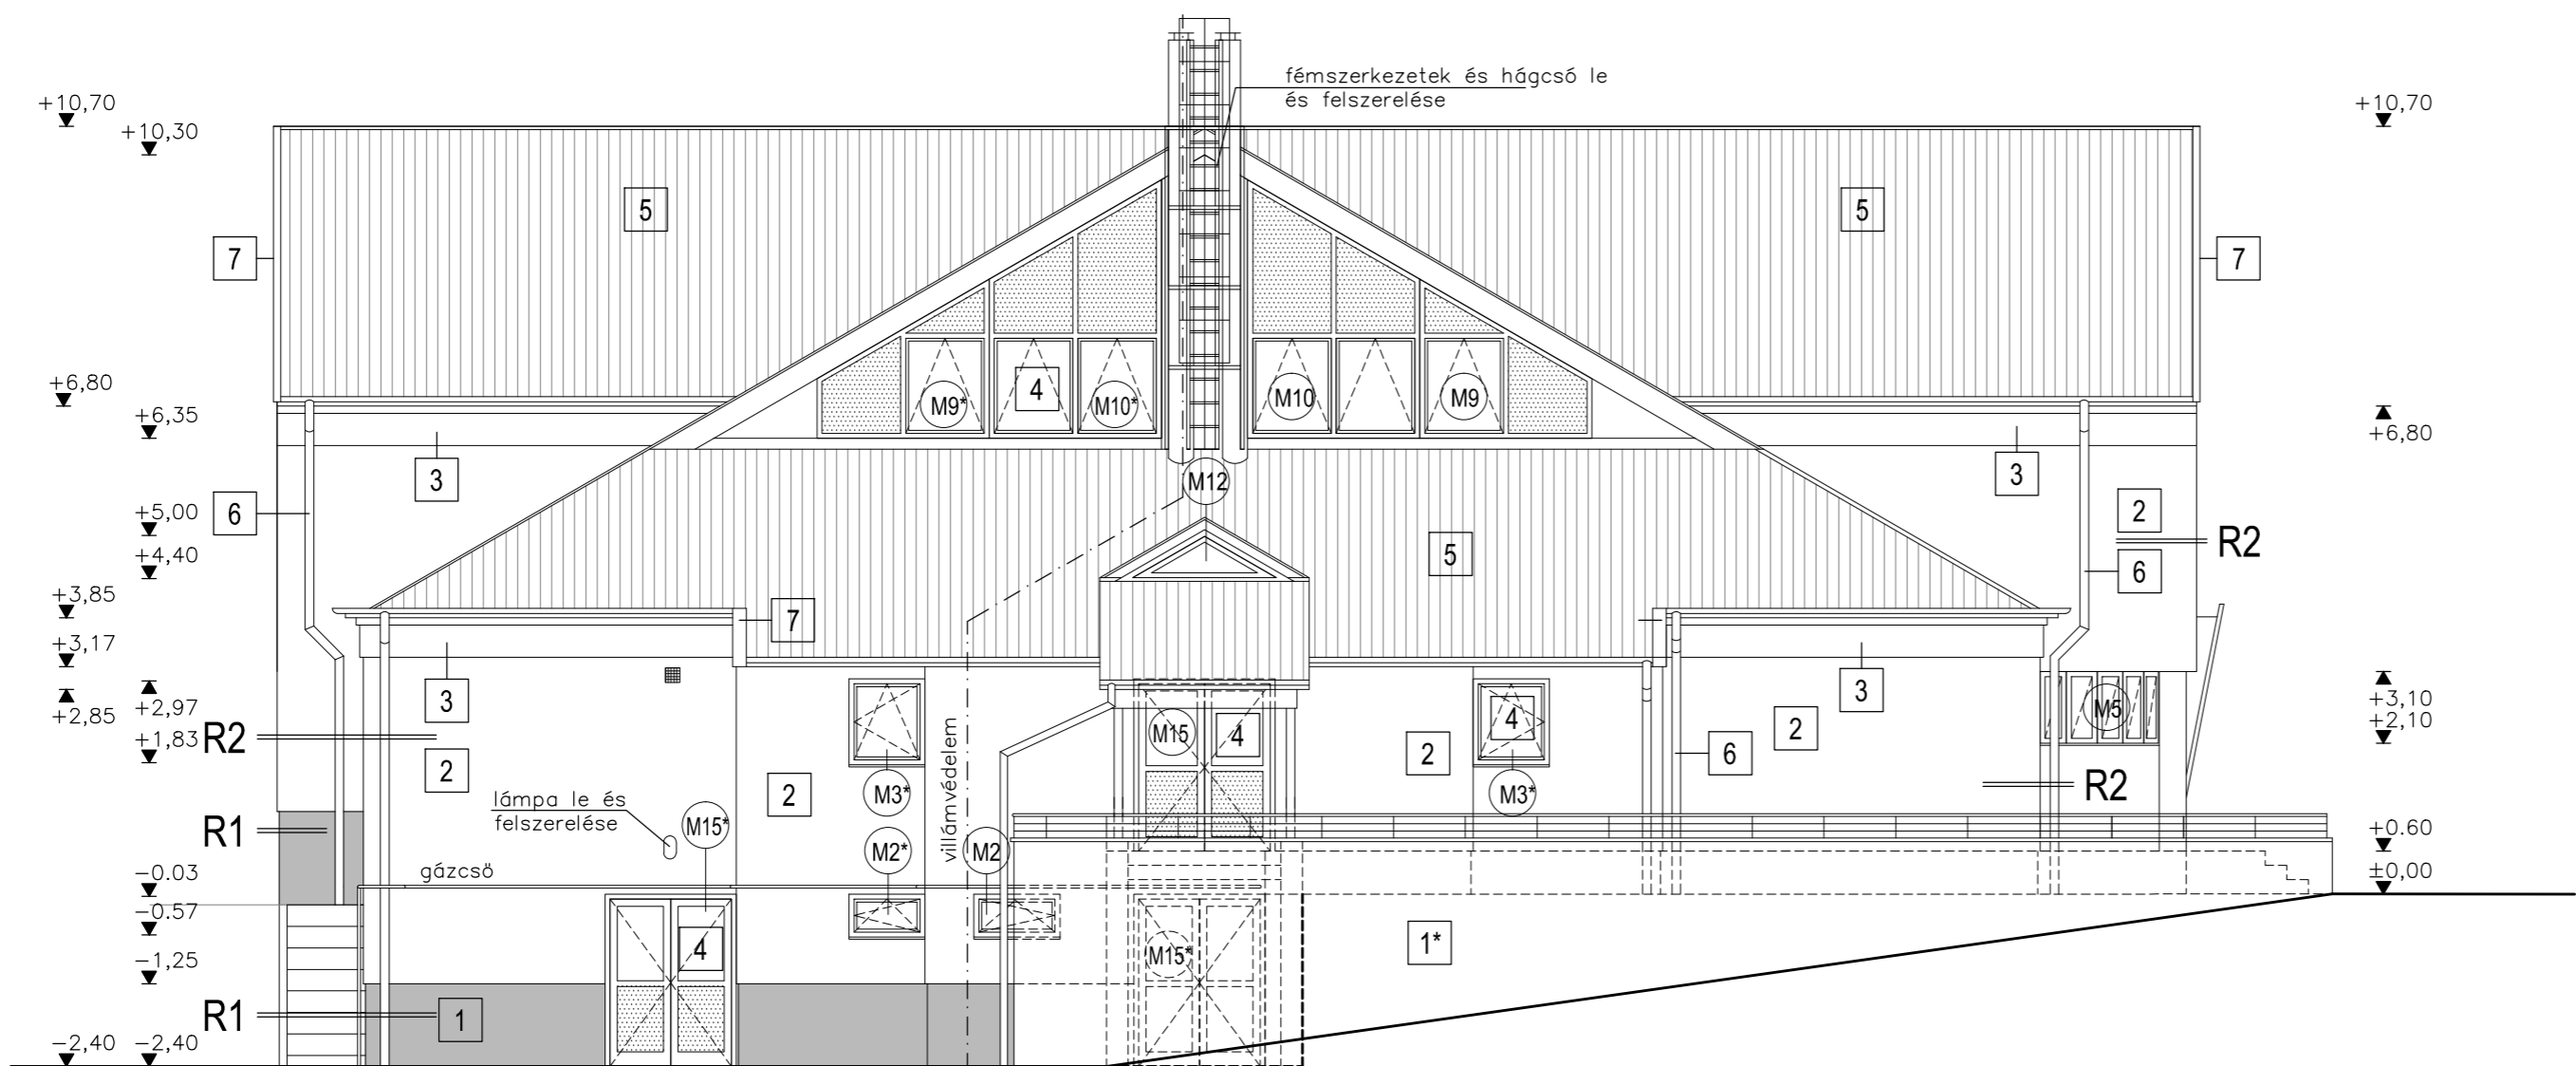 fémszerkezetek és hágcsó le
és felszerelése
+10,70
+10,70
+10,30
5
5
7
7
+6,80
4
M9*
M10*
M10
M9
+6,35
+6,80
3
3
M12
6
+5,00
2
R2
+4,40
5
6
+3,85
7
+3,17
3
3
+2,97
+2,85
+3,10
M5
+2,10
+1,83
R2
M15
4
4
2
2
6
2
villámvédelem
R2
M3*
M3*
2
lámpa le és
felszerelése
M15*
R1
M2*
M2
+0.60
gázcső
-0.03
±0,00
-0.57
4
M15*
1*
-1,25
R1
1
-2,40
-2,40